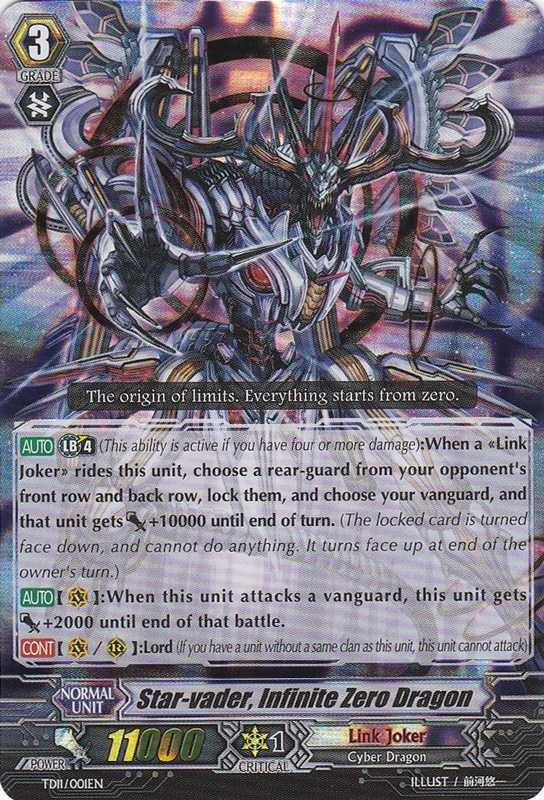 3
GRADE
The origin of limits. Everything starts from zero.
AUTO LB 4 (This ability is active if you have four or more damage):When a «Link
Joker» rides this unit, choose a rear-guard from your opponent's
front row and back row, lock them, and choose your vanguard, and
that unit gets +10000 until end of turn. (The locked card is turned
face down, and cannot do anything. It turns face up at end of the
owner's turn.)
AUTO [ V ]:When this unit attacks a vanguard, this unit gets
+2000 until end of that battle.
CONT [ V / R ]:Lord (If you have a unit without a same clan as this unit, this unit cannot attack)
NORMAL
UNIT
Star-vader, Infinite Zero Dragon
POWER
11000
1
CRITICAL
Link Joker
Cyber Dragon
TD11/001EN
ILLUST / 前河悠一